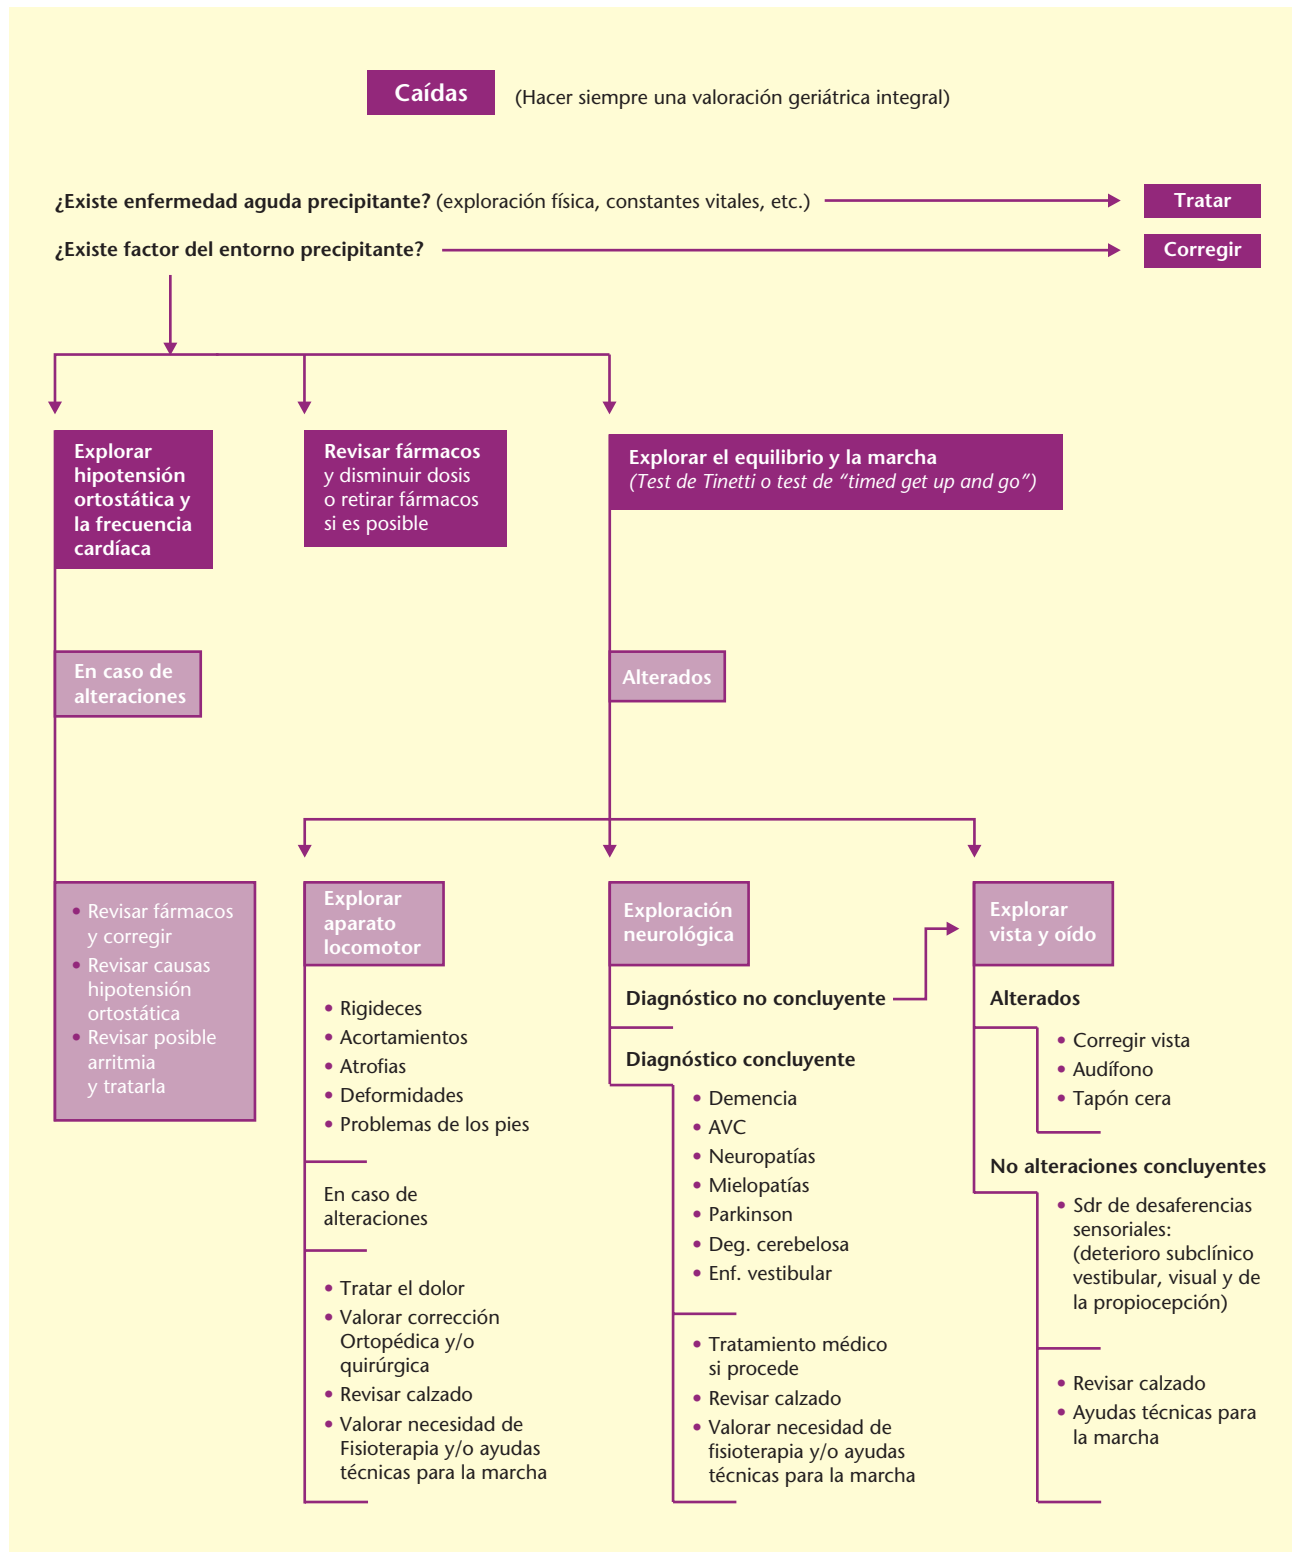 Caídas
(Hacer siempre una valoración geriátrica integral)
¿Existe enfermedad aguda precipitante? (exploración física, constantes vitales, etc.)
Tratar
¿Existe factor del entorno precipitante?
Corregir
Explorar
hipotensión
ortostática y
la frecuencia
cardíaca
Revisar fármacos
y disminuir dosis
o retirar fármacos
si es posible
Explorar el equilibrio y la marcha
(Test de Tinetti o test de “timed get up and go”)
En caso de
alteraciones
Alterados
• Revisar fármacos
y corregir
• Revisar causas
hipotensión
ortostática
• Revisar posible
arritmia
y tratarla
Explorar
aparato
locomotor
• Rigideces
• Acortamientos
• Atrofias
• Deformidades
• Problemas de los pies
En caso de
alteraciones
• Tratar el dolor
• Valorar corrección
Ortopédica y/o
quirúrgica
• Revisar calzado
• Valorar necesidad de
Fisioterapia y/o ayudas
técnicas para la marcha
Exploración
neurológica
Diagnóstico no concluyente
Diagnóstico concluyente
• Demencia
• AVC
• Neuropatías
• Mielopatías
• Parkinson
• Deg. cerebelosa
• Enf. vestibular
• Tratamiento médico
si procede
• Revisar calzado
• Valorar necesidad de
fisioterapia y/o ayudas
técnicas para la marcha
Explorar
vista y oído
Alterados
• Corregir vista
• Audífono
• Tapón cera
No alteraciones concluyentes
• Sdr de desaferencias
sensoriales:
(deterioro subclínico
vestibular, visual y de
la propiocepción)
• Revisar calzado
• Ayudas técnicas para
la marcha